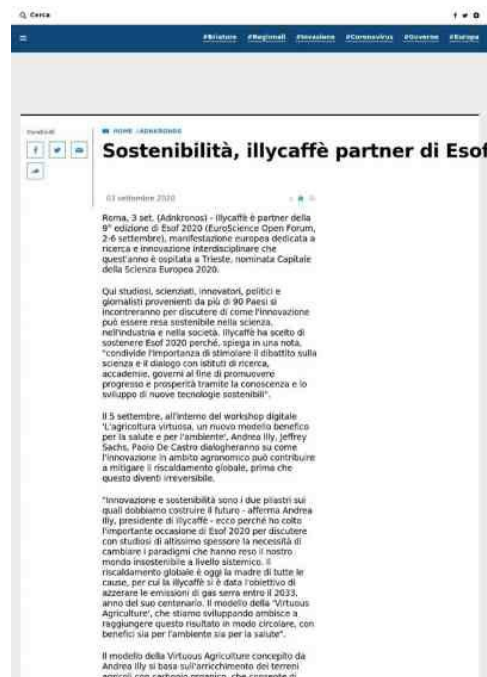 Cerca
#Bilature #Regionali #Invasione #Coronavirus #Governo #Europa
Condividi
HOME /ADNKRONOS
Sostenibilità, illycaffè partner di Esof
03 settembre 2020
Roma, 3 set. (Adnkronos) - Illycaffè è partner della
9° edizione di Esof 2020 (EuroScience Open Forum,
2-6 settembre), manifestazione europea dedicata a
ricerca e innovazione interdisciplinare che
quest'anno è ospitata a Trieste, nominata Capitale
della Scienza Europea 2020.
Qui studiosi, scienziati, innovatori, politici e
giornalisti provenienti da più di 90 Paesi si
incontreranno per discutere di come l'innovazione
può essere resa sostenibile nella scienza,
nell'industria e nella società. Illycaffè ha scelto di
sostenere Esof 2020 perché, spiega in una nota,
"condivide l'importanza di stimolare il dibattito sulla
scienza e il dialogo con istituti di ricerca,
accademie, governi al fine di promuovere
progresso e prosperità tramite la conoscenza e lo
sviluppo di nuove tecnologie sostenibili".
Il 5 settembre, all'interno del workshop digitale
'L'agricoltura virtuosa, un nuovo modello benefico
per la salute e per l'ambiente', Andrea Illy, Jeffrey
Sachs, Paolo De Castro dialogheranno su come
l'innovazione in ambito agronomico può contribuire
a mitigare il riscaldamento globale, prima che
questo diventi irreversibile.
"Innovazione e sostenibilità sono i due pilastri sui
quali dobbiamo costruire il futuro - afferma Andrea
Illy, presidente di illycaffè - ecco perché ho colto
l'importante occasione di Esof 2020 per discutere
con studiosi di altissimo spessore la necessità di
cambiare i paradigmi che hanno reso il nostro
mondo insostenibile a livello sistemico. Il
riscaldamento globale è oggi la madre di tutte le
cause, per cui la illycaffè si è data l'obiettivo di
azzerare le emissioni di gas serra entro il 2033,
anno del suo centenario. Il modello della 'Virtuous
Agriculture', che stiamo sviluppando ambisce a
raggiungere questo risultato in modo circolare, con
benefici sia per l'ambiente sia per la salute".
Il modello della Virtuous Agriculture concepito da
Andrea Illy si basa sull'arricchimento dei terreni
agricoli con carbonio organico, che consente di